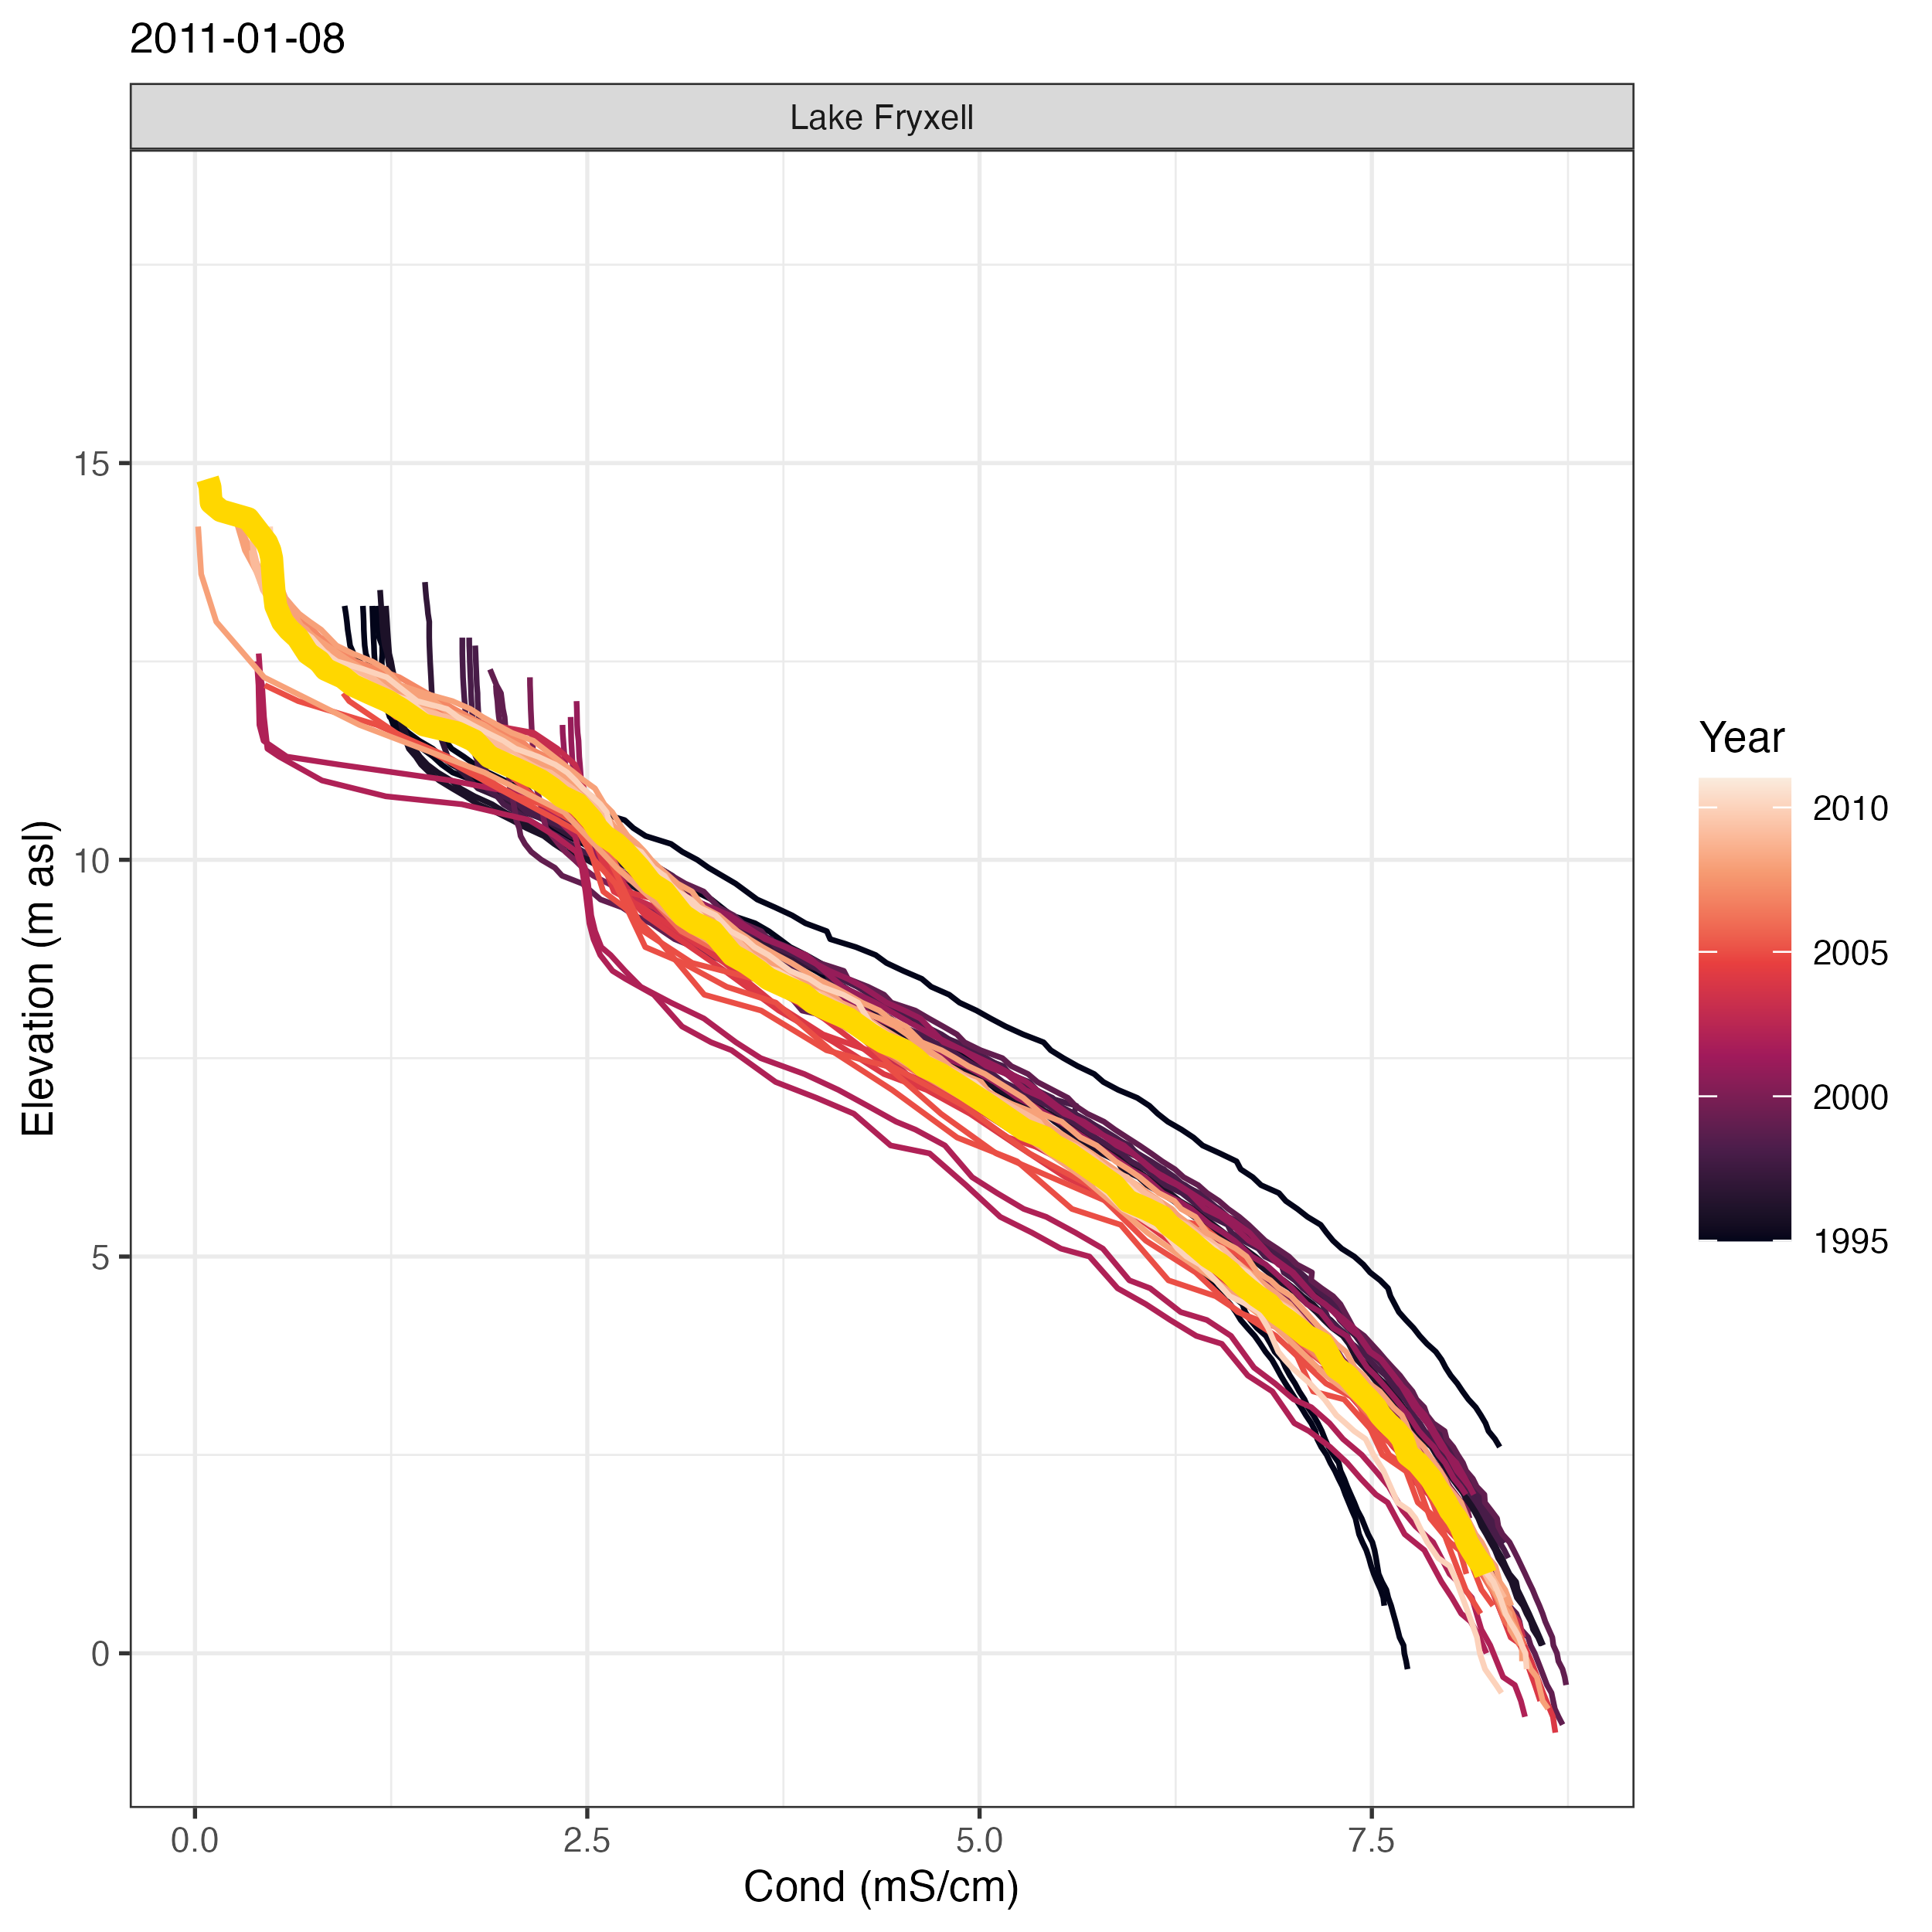 2011-01-08
Lake Fryxell
Elevation (m asl)
15
10
5
0
0.0 2.5 5.0 7.5
Cond (mS/cm)
Year
2010
2005
2000
1995